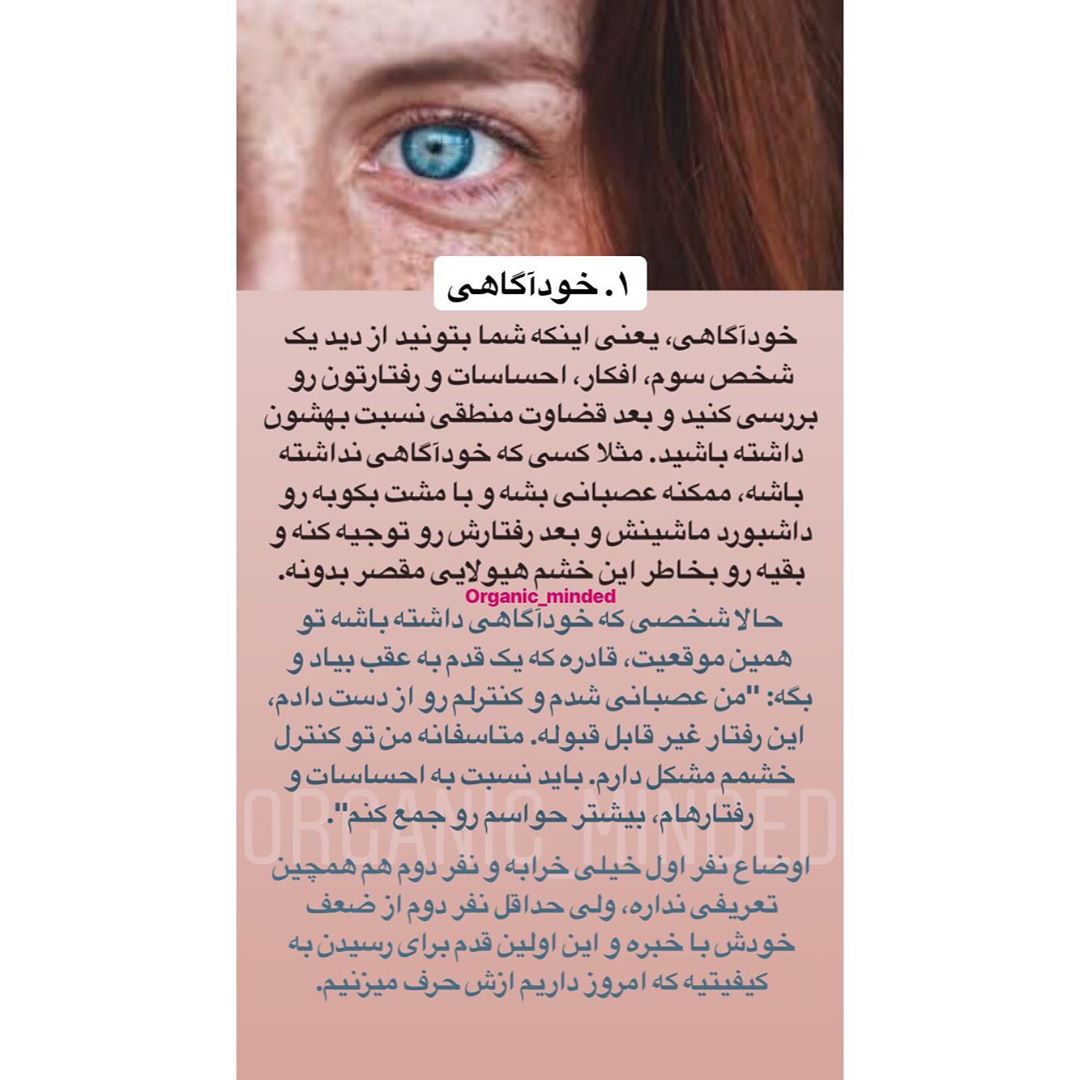 ۱. خودآگاهی
خودآگاهی، یعنی اینکه شما بتونید از دید یک
شخص سوم، افکار، احساسات و رفتارتون رو
بررسی کنید و بعد قضاوت منطقی نسبت بهشون
داشته باشید. مثلا کسی که خودآگاهی نداشته
باشه، ممکنه عصبانی بشه و با مشت بکوبه رو
داشبورد ماشینش و بعد رفتارش رو توجیه کنه و
بقیه رو بخاطر این خشم هیولایی مقصر بدونه.
Organic_minded
حالا شخصی که خودآگاهی داشته باشه تو
همین موقعیت، قادره که یک قدم به عقب بیاد و
بگه: "من عصبانی شدم و کنترلم رو از دست دادم،
این رفتار غیر قابل قبوله. متاسفانه من تو کنترل
خشمم مشکل دارم. باید نسبت به احساسات و
رفتارهام، بیشتر حواسم رو جمع کنم".
ORGANIC_MINDED
اوضاع نفر اول خیلی خرابه و نفر دوم هم همچین
تعریفی نداره، ولی حداقل نفر دوم از ضعف
خودش با خبره و این اولین قدم برای رسیدن به
کیفیتیه که امروز داریم ازش حرف میزنیم.